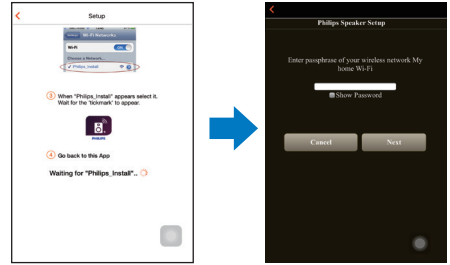 Setup
Settings Wi-Fi Networks
Wi-Fi ON
Choose a Network...
✓ Philips_Install
3 When "Philips_Install" appears select it.
Wait for the 'tickmark' to appear.
PHILIPS
4 Go back to this App
Waiting for "Philips_Install"..
Philips Speaker Setup
Enter passphrase of your wireless network My
home Wi-Fi
Show Password
Cancel Next